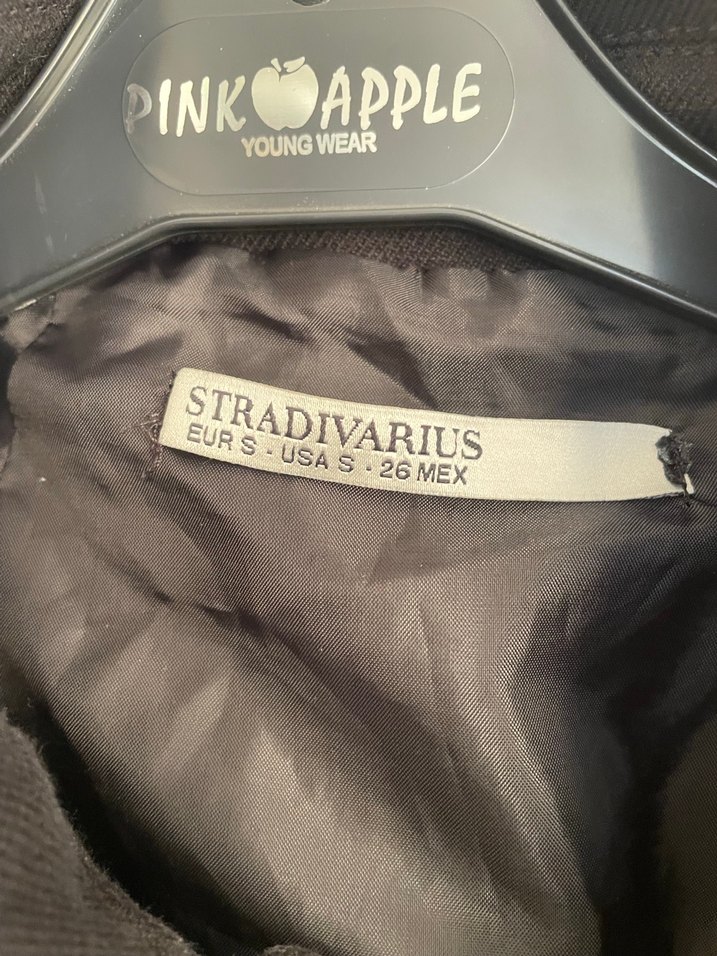 PINK APPLE
YOUNG WEAR
STRADIVARIUS
EUR S · USA S · 26 MEX